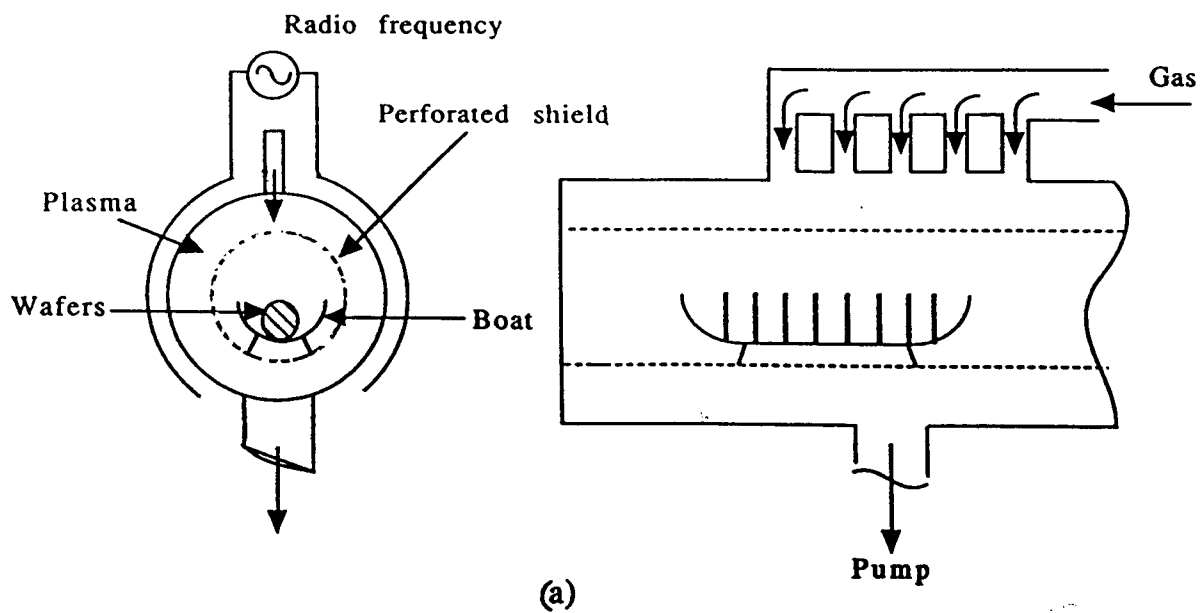 Radio frequency
Gas
Perforated shield
Plasma
Wafers
Boat
Pump
(a)